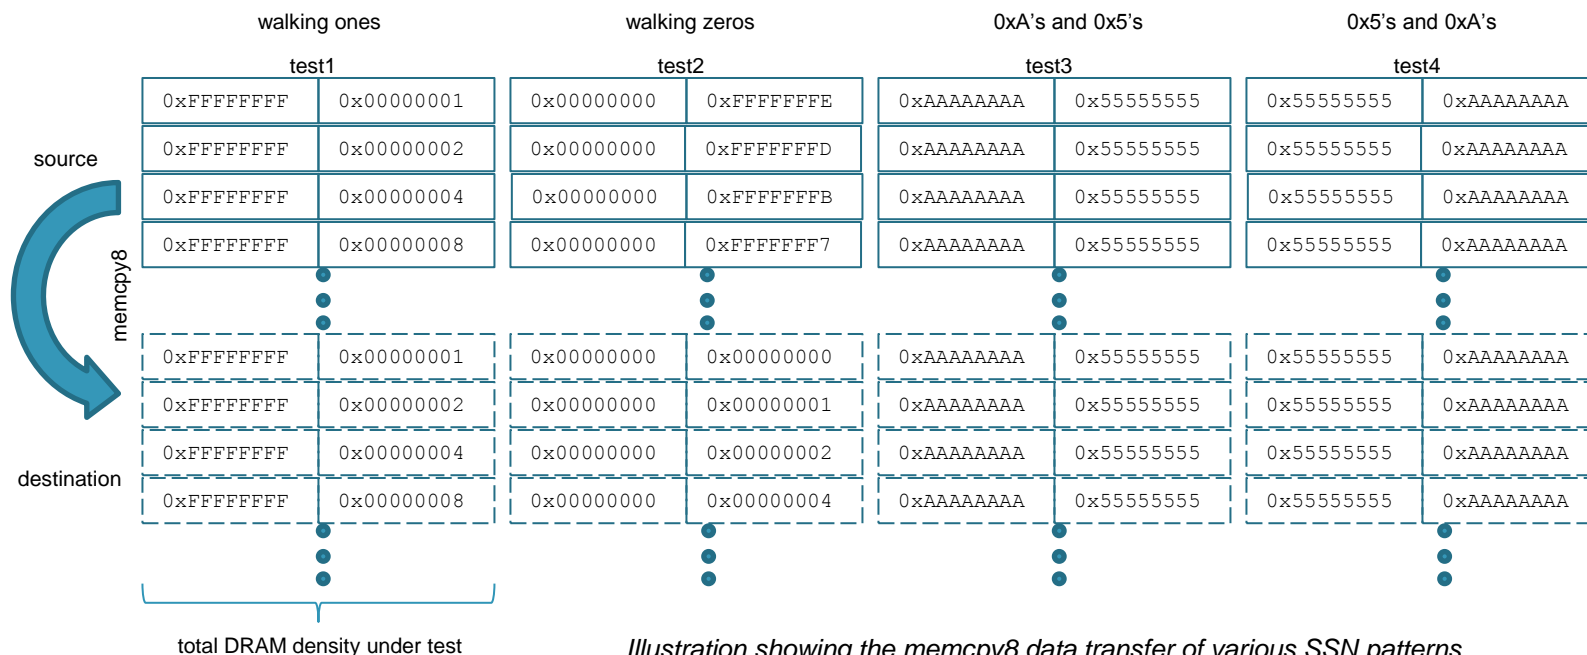 walking ones walking zeros 0xA's and 0x5's 0x5's and 0xA's
test1 test2 test3 test4
0xFFFFFFFF 0x00000001 0x00000000 0xFFFFFFFE 0xAAAAAAAA 0x55555555 0x55555555 0xAAAAAAAA
0xFFFFFFFF 0x00000002 0x00000000 0xFFFFFFFD 0xAAAAAAAA 0x55555555 0x55555555 0xAAAAAAAA
source
0xFFFFFFFF 0x00000004 0x00000000 0xFFFFFFFB 0xAAAAAAAA 0x55555555 0x55555555 0xAAAAAAAA
0xFFFFFFFF 0x00000008 0x00000000 0xFFFFFFF7 0xAAAAAAAA 0x55555555 0x55555555 0xAAAAAAAA
memcpy8
0xFFFFFFFF 0x00000001 0x00000000 0x00000000 0xAAAAAAAA 0x55555555 0x55555555 0xAAAAAAAA
0xFFFFFFFF 0x00000002 0x00000000 0x00000001 0xAAAAAAAA 0x55555555 0x55555555 0xAAAAAAAA
0xFFFFFFFF 0x00000004 0x00000000 0x00000002 0xAAAAAAAA 0x55555555 0x55555555 0xAAAAAAAA
destination
0xFFFFFFFF 0x00000008 0x00000000 0x00000004 0xAAAAAAAA 0x55555555 0x55555555 0xAAAAAAAA
total DRAM density under test
Illustration showing the memcpy8 data transfer of various SSN patterns